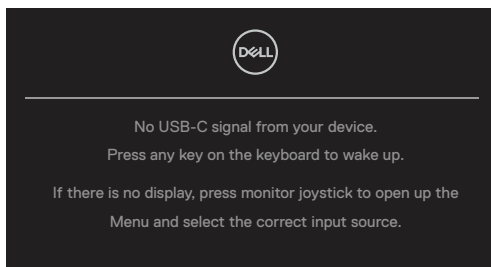 DELL
No USB-C signal from your device.
Press any key on the keyboard to wake up.
If there is no display, press monitor joystick to open up the
Menu and select the correct input source.